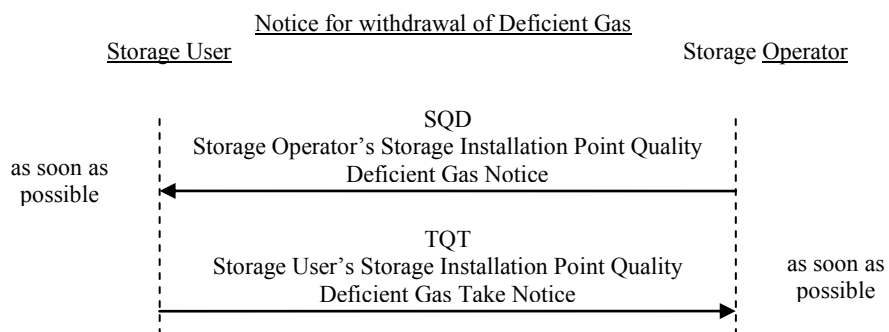 Notice for withdrawal of Deficient Gas
Storage User
Storage Operator
SQD
Storage Operator's Storage Installation Point Quality
Deficient Gas Notice
as soon as
possible
TQT
Storage User's Storage Installation Point Quality
Deficient Gas Take Notice
as soon as
possible